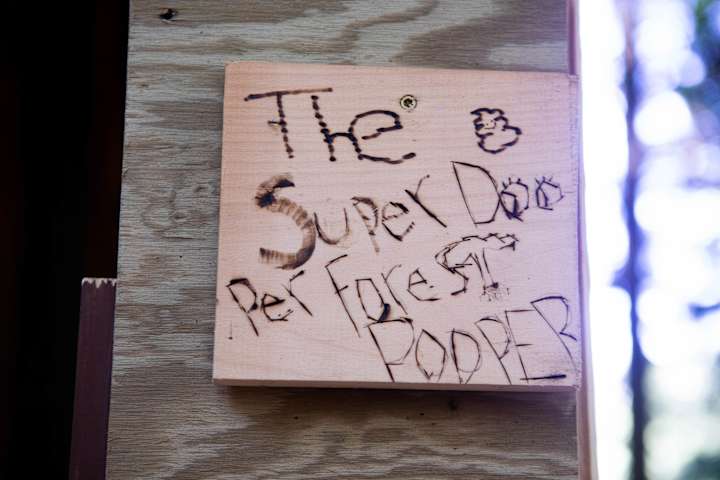 The
Super Doo
Per Forest
POOPER